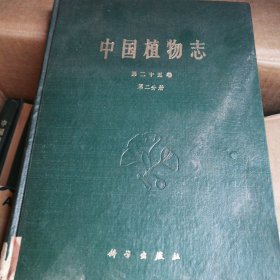 中国植物志
第二十五卷
第二分册
科学出版社